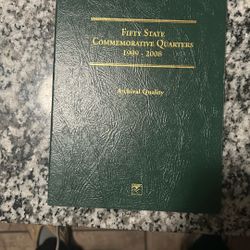 Fifty State
Commemorative Quarters
1999 - 2008
Archival Quality